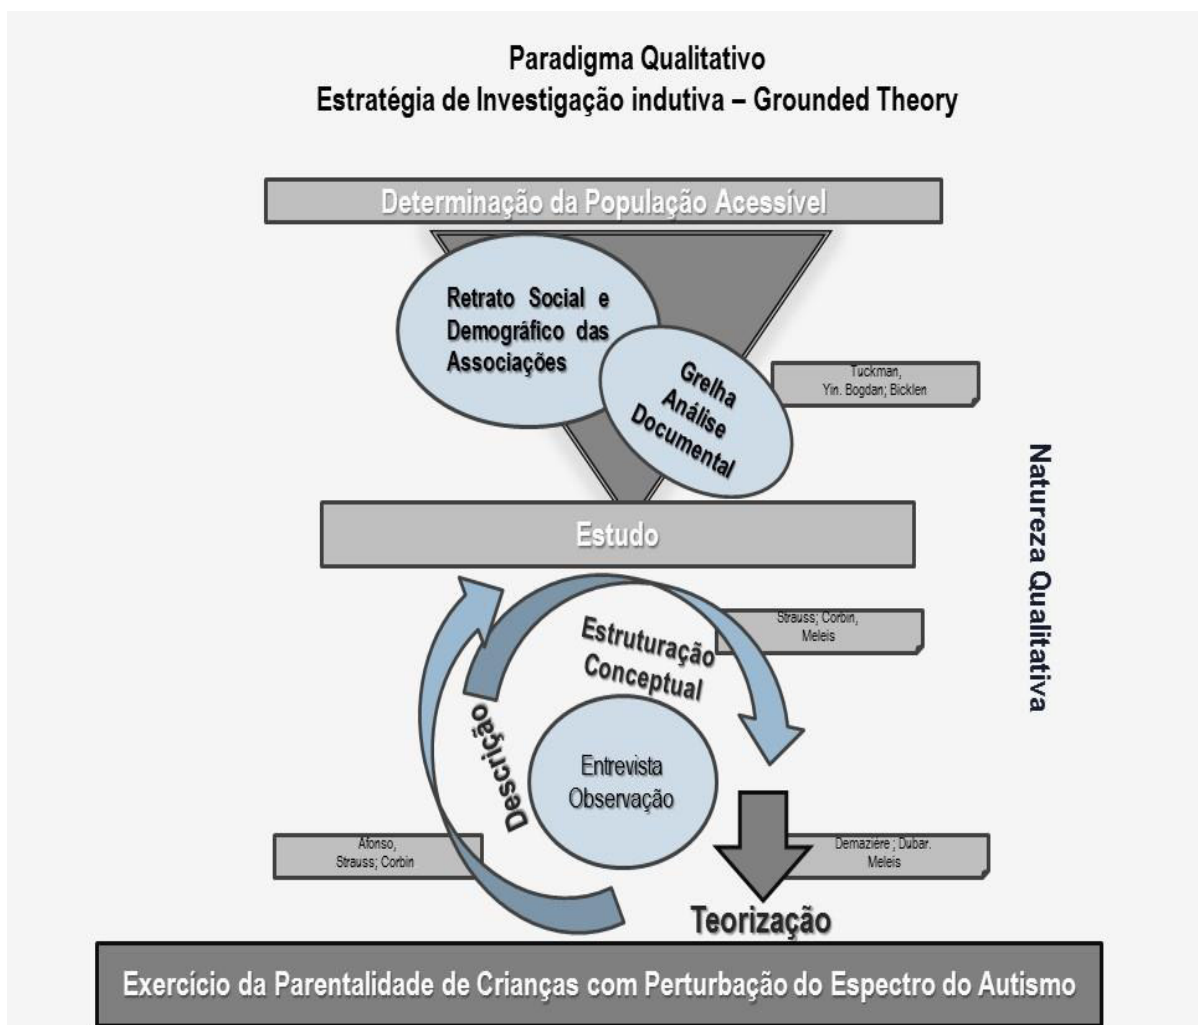 Paradigma Qualitativo
Estratégia de Investigação indutiva – Grounded Theory
Determinação da População Acessível
Retrato Social e
Demográfico das
Associações
Grelha
Análise
Documental
Tuckman,
Yin. Bogdan; Bicklen
Natureza Qualitativa
Estudo
Estruturação
Conceptual
Strauss; Corbin,
Meleis
Descrição
Entrevista
Observação
Afonso,
Strauss; Corbin
Demazière ; Dubar.
Meleis
Teorização
Exercício da Parentalidade de Crianças com Perturbação do Espectro do Autismo